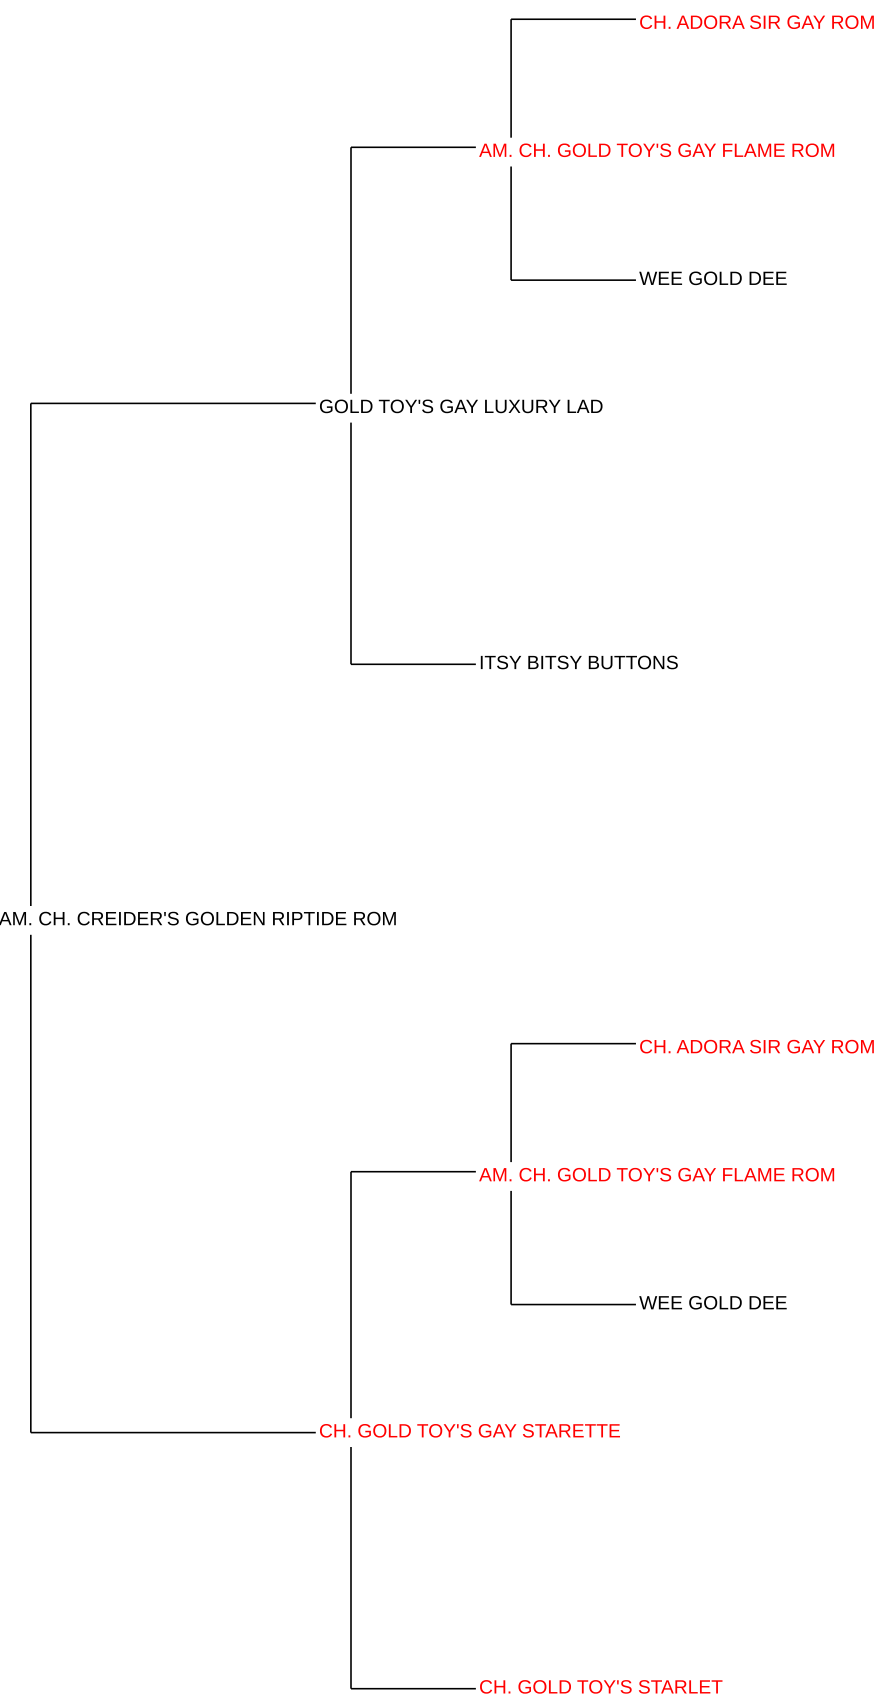 CH. ADORA SIR GAY ROM
AM. CH. GOLD TOY'S GAY FLAME ROM
WEE GOLD DEE
GOLD TOY'S GAY LUXURY LAD
ITSY BITSY BUTTONS
AM. CH. CREIDER'S GOLDEN RIPTIDE ROM
CH. ADORA SIR GAY ROM
AM. CH. GOLD TOY'S GAY FLAME ROM
WEE GOLD DEE
CH. GOLD TOY'S GAY STARETTE
CH. GOLD TOY'S STARLET